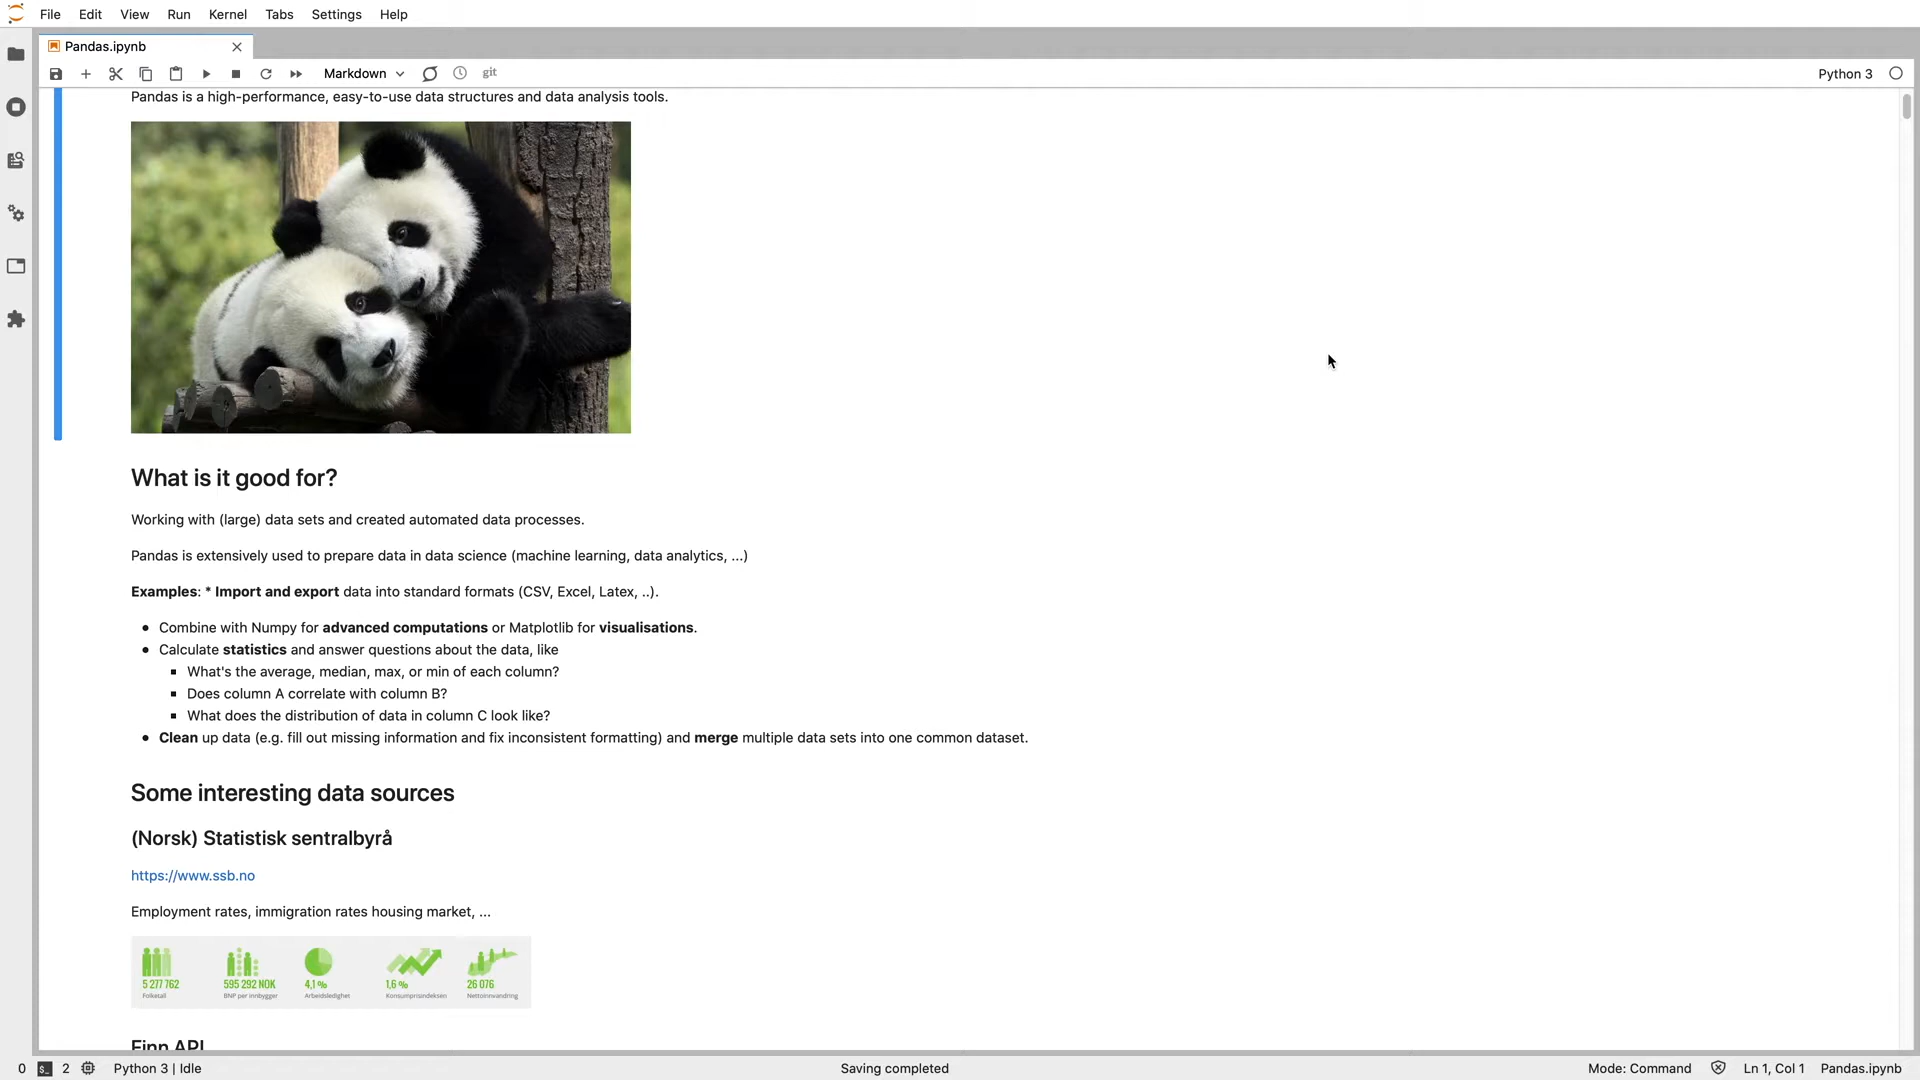 File Edit View Run Kernel Tabs Settings Help
Pandas.ipynb
Markdown git Python 3
Pandas is a high-performance, easy-to-use data structures and data analysis tools.
What is it good for?
Working with (large) data sets and created automated data processes.
Pandas is extensively used to prepare data in data science (machine learning, data analytics, ...)
Examples: * Import and export data into standard formats (CSV, Excel, Latex, ..).
Combine with Numpy for advanced computations or Matplotlib for visualisations.
Calculate statistics and answer questions about the data, like
What's the average, median, max, or min of each column?
Does column A correlate with column B?
What does the distribution of data in column C look like?
Clean up data (e.g. fill out missing information and fix inconsistent formatting) and merge multiple data sets into one common dataset.
Some interesting data sources
(Norsk) Statistisk sentralbyrå
https://www.ssb.no
Employment rates, immigration rates housing market, ...
5 277 762 595 292 NOK 4,1 % 1,6 % 26 076
Folketall BNP per innbygger Arbeidsledighet Konsumprisindeksen Nettoinnvandring
Finn API
0 2 Python 3 | Idle Saving completed Mode: Command Ln 1, Col 1 Pandas.ipynb